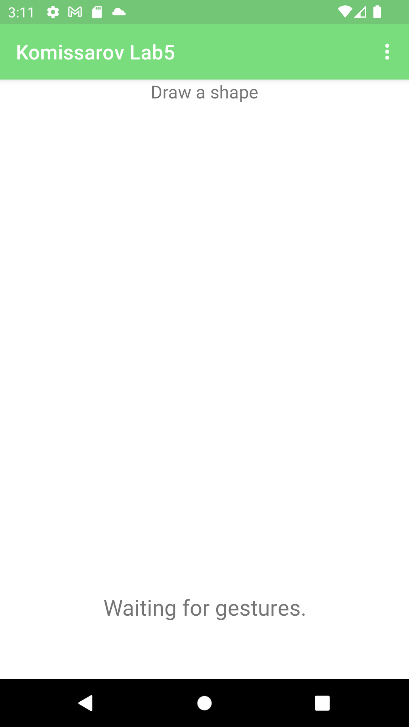 3:11
Komissarov Lab5
Draw a shape
Waiting for gestures.